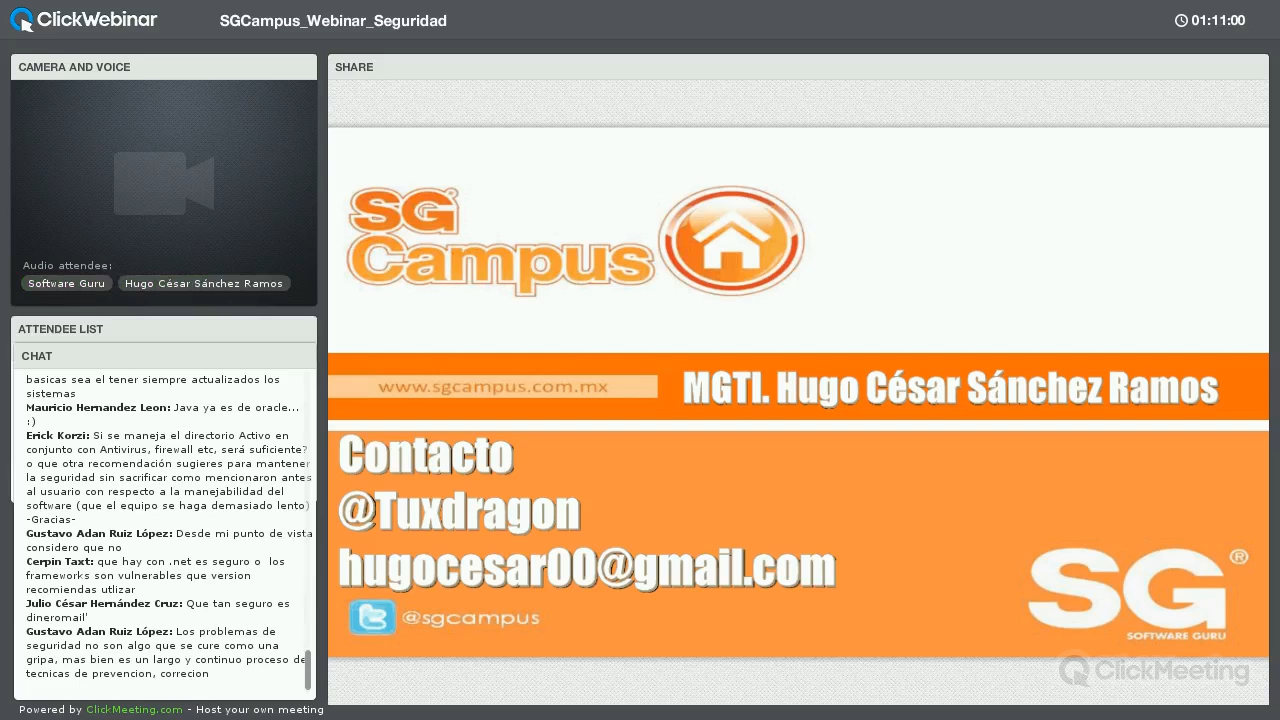 ClickWebinar
SGCampus_Webinar_Seguridad
01:11:00
CAMERA AND VOICE
Audio attendee:
Software Guru
Hugo César Sánchez Ramos
ATTENDEE LIST
CHAT
basicas sea el tener siempre actualizados los
sistemas
Mauricio Hernandez Leon: Java ya es de oracle...
:)
Erick Korzi: Si se maneja el directorio Activo en
conjunto con Antivirus, firewall etc, será suficiente?
o que otra recomendación sugieres para mantener
la seguridad sin sacrificar como mencionaron antes
al usuario con respecto a la manejabilidad del
software (que el equipo se haga demasiado lento)
-Gracias-
Gustavo Adan Ruiz López: Desde mi punto de vista
considero que no
Cerpin Taxt: que hay con .net es seguro o los
frameworks son vulnerables que version
recomiendas utlizar
Julio César Hernández Cruz: Que tan seguro es
dineromail'
Gustavo Adan Ruiz López: Los problemas de
seguridad no son algo que se cure como una
gripa, mas bien es un largo y continuo proceso de
tecnicas de prevencion, correcion
Powered by ClickMeeting.com - Host your own meeting
SHARE
SG
Campus
www.sgcampus.com.mx
MGTI. Hugo César Sánchez Ramos
Contacto
@Tuxdragon
hugocesar00@gmail.com
@sgcampus
SG®
SOFTWARE GURU
ClickMeeting